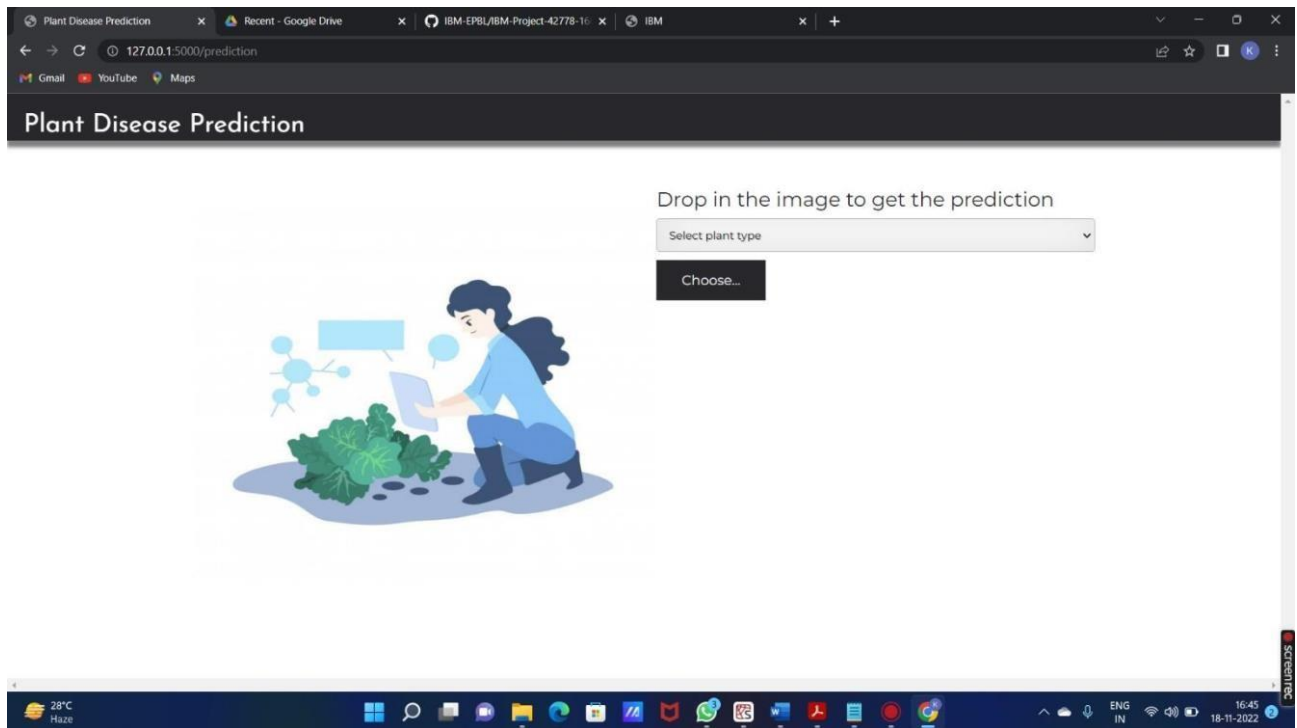 Plant Disease Prediction
Recent - Google Drive
IBM-EPBL/IBM-Project-42778-16
IBM
127.0.0.1:5000/prediction
K
Gmail YouTube Maps
Plant Disease Prediction
Drop in the image to get the prediction
Select plant type
Choose...
screenrec
28°C
Haze
ENG
IN
16:45
18-11-2022
2